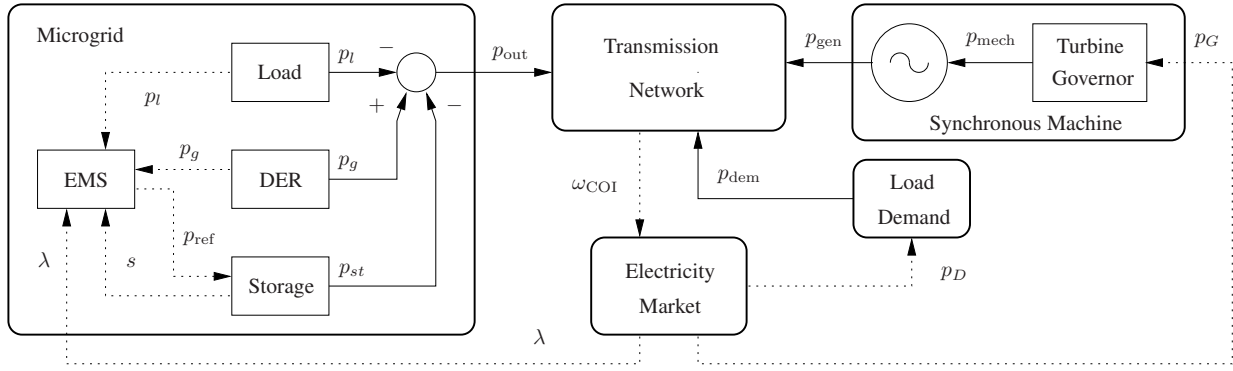 Microgrid
Load
p_l
−
p_out
p_l
+
−
EMS
p_g
DER
p_g
p_ref
λ
s
Storage
p_st
Transmission
Network
p_gen
p_mech
Turbine
Governor
p_G
Synchronous Machine
ω_COI
p_dem
Load
Demand
Electricity
Market
p_D
λ